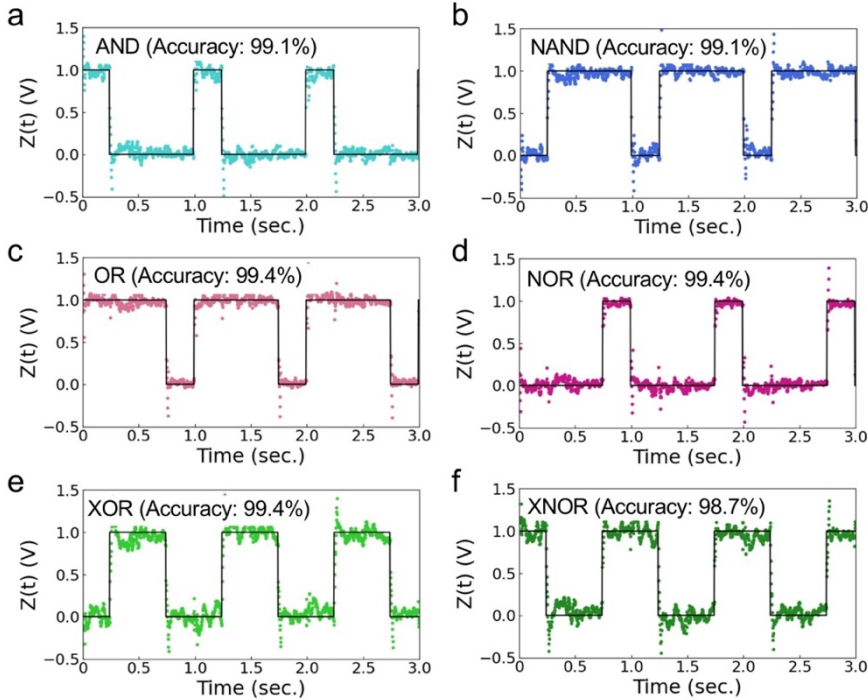 a
AND (Accuracy: 99.1%)
Z(t) (V)
1.5
1.0
0.5
0.0
−0.5
0 0.5 1.0 1.5 2.0 2.5 3.0
Time (sec.)
b
NAND (Accuracy: 99.1%)
Z(t) (V)
1.5
1.0
0.5
0.0
−0.5
0 0.5 1.0 1.5 2.0 2.5 3.0
Time (sec.)
c
OR (Accuracy: 99.4%)
Z(t) (V)
1.5
1.0
0.5
0.0
−0.5
0 0.5 1.0 1.5 2.0 2.5 3.0
Time (sec.)
d
NOR (Accuracy: 99.4%)
Z(t) (V)
1.5
1.0
0.5
0.0
−0.5
0 0.5 1.0 1.5 2.0 2.5 3.0
Time (sec.)
e
XOR (Accuracy: 99.4%)
Z(t) (V)
1.5
1.0
0.5
0.0
−0.5
0 0.5 1.0 1.5 2.0 2.5 3.0
Time (sec.)
f
XNOR (Accuracy: 98.7%)
Z(t) (V)
1.5
1.0
0.5
0.0
−0.5
0 0.5 1.0 1.5 2.0 2.5 3.0
Time (sec.)